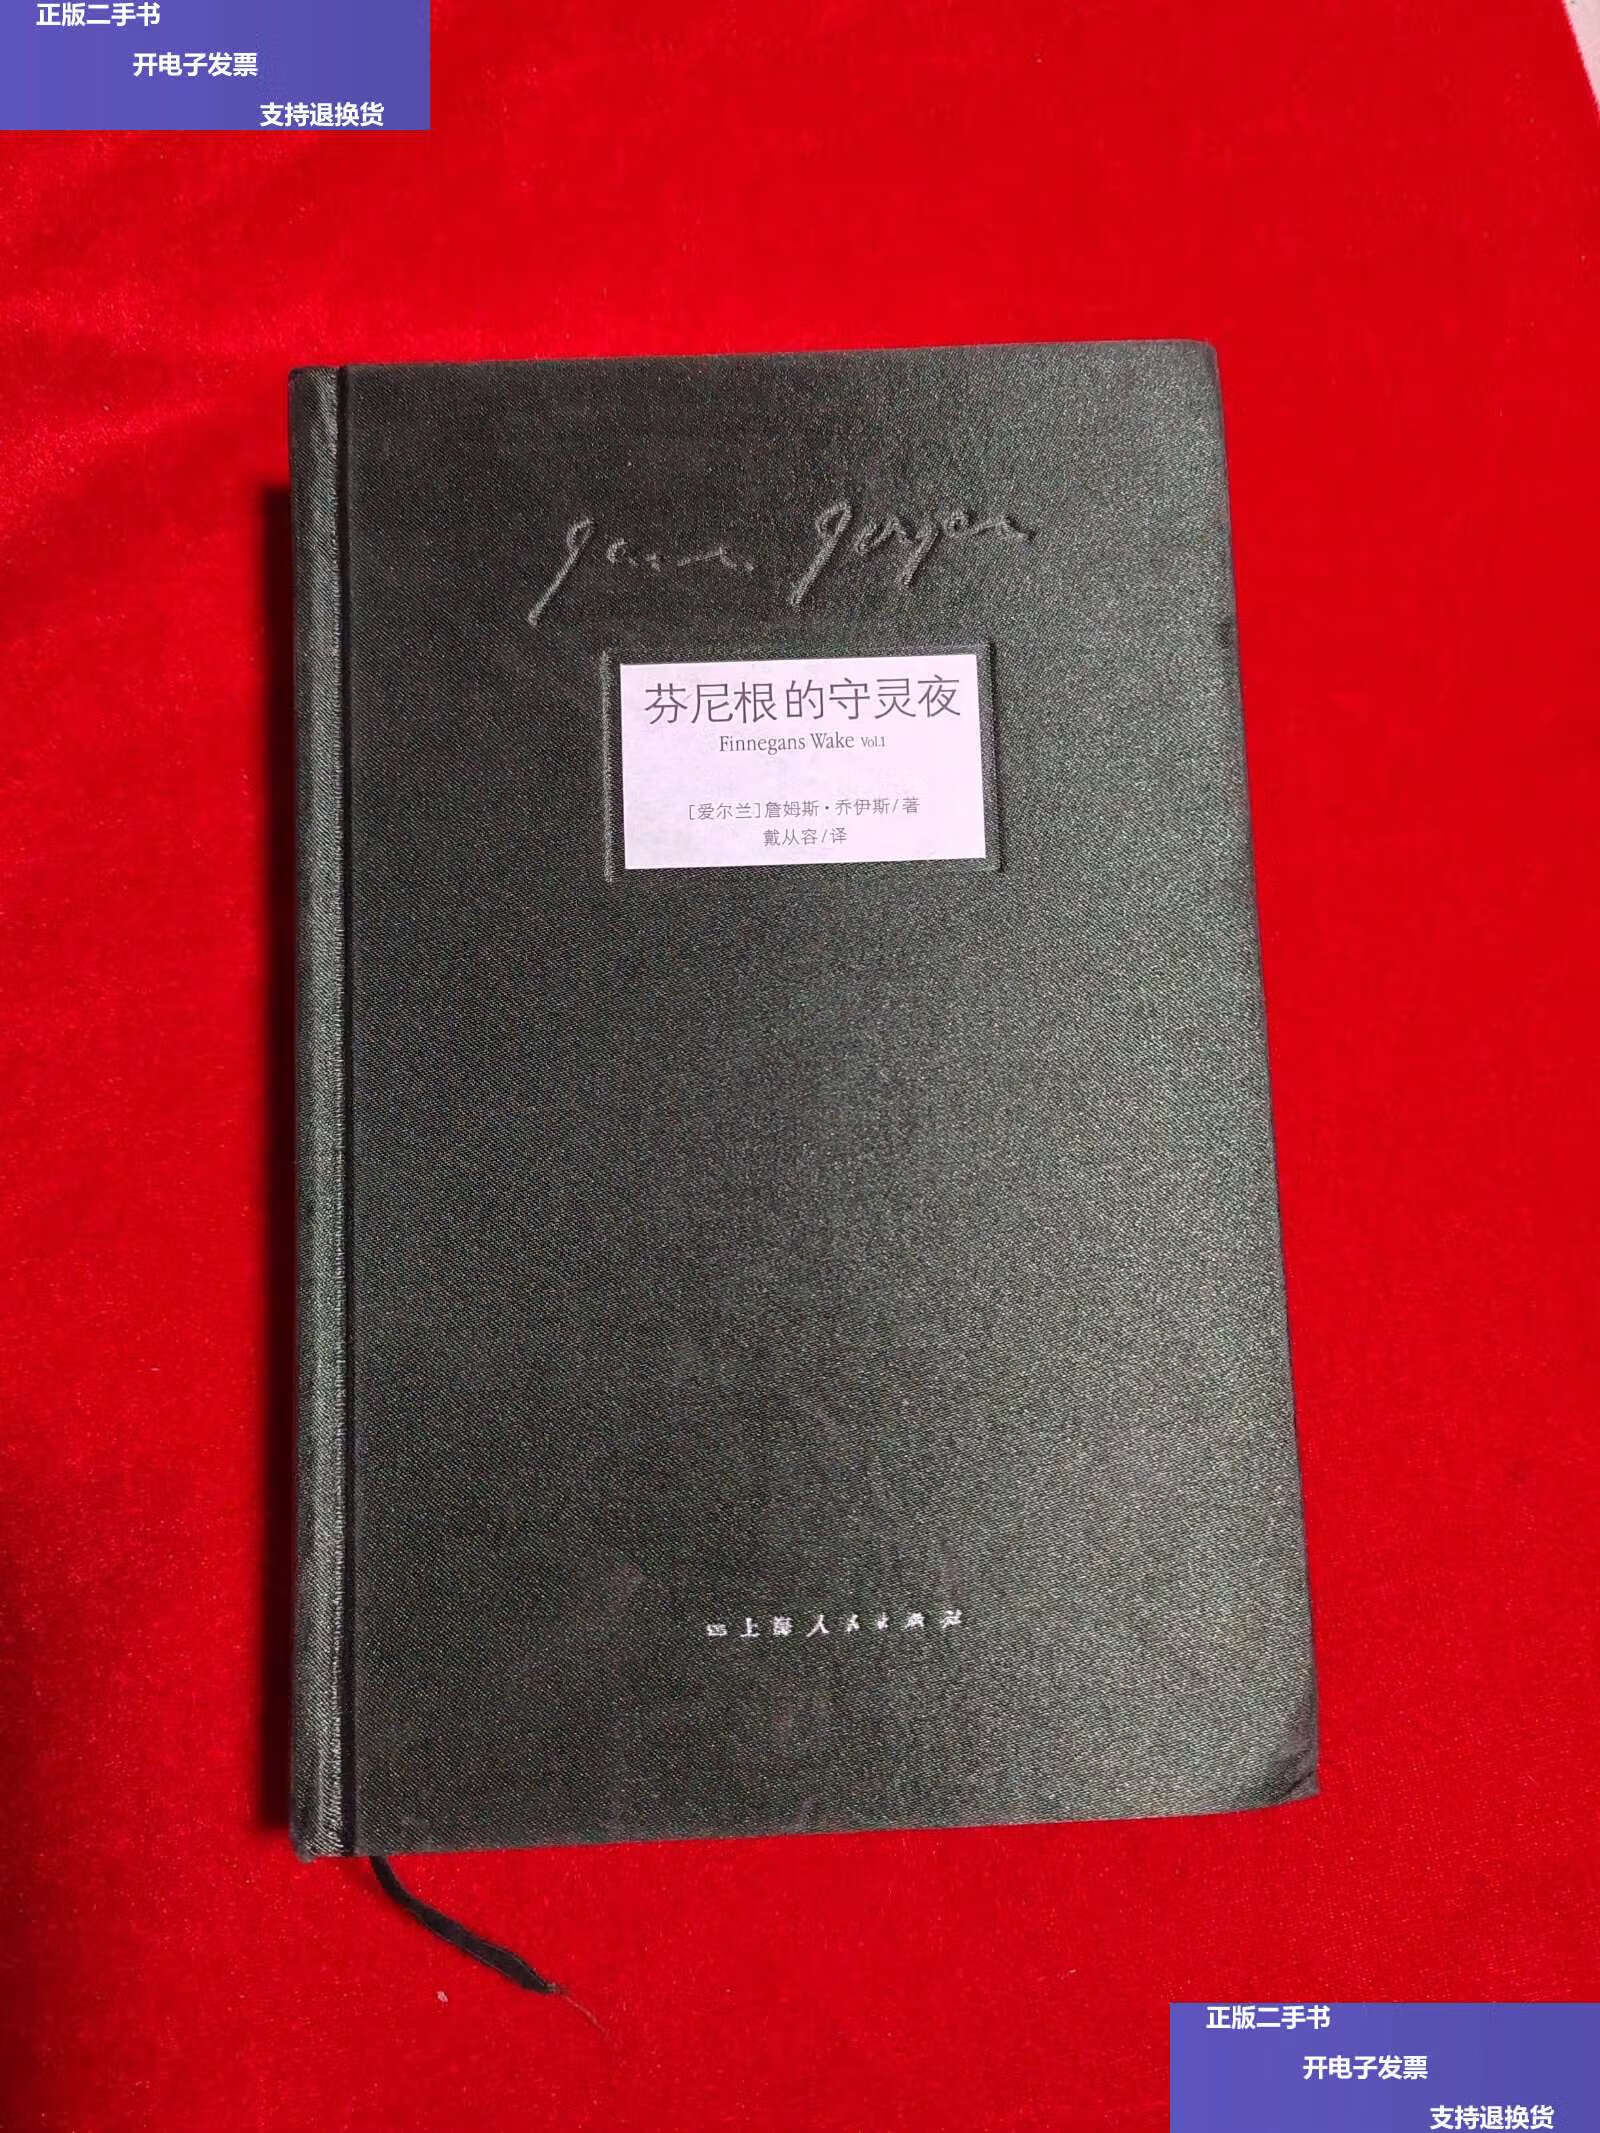 正版二手书
开电子发票
支持退换货
James Joyce
芬尼根的守灵夜
Finnegans Wake Vol.1
[爱尔兰]詹姆斯·乔伊斯/著
戴从容/译
上海人民出版社
正版二手书
开电子发票
支持退换货